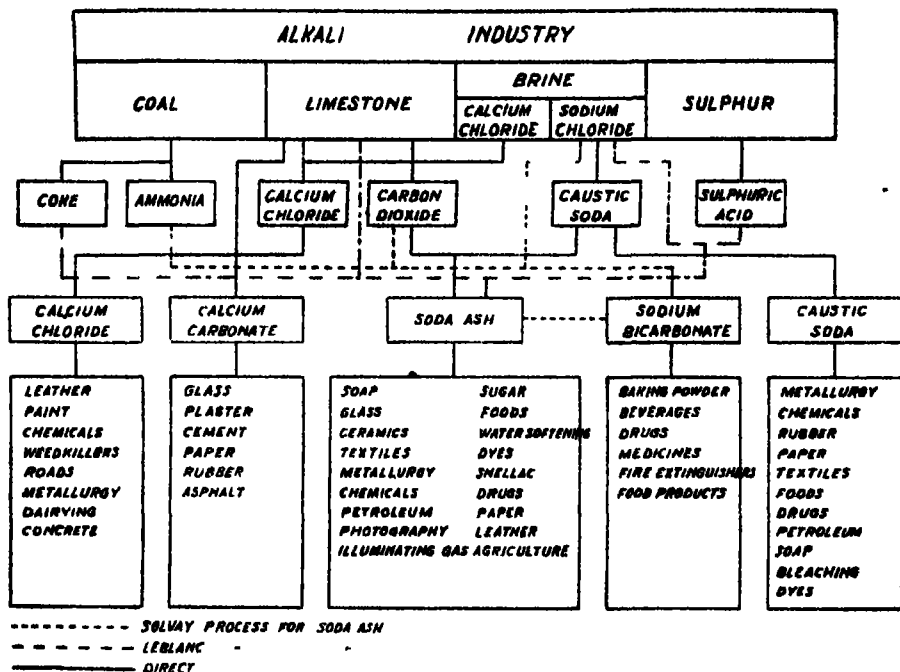 ALKALI INDUSTRY
COAL
LIMESTONE
BRINE
CALCIUM
CHLORIDE
SODIUM
CHLORIDE
SULPHUR
COKE
AMMONIA
CALCIUM
CHLORIDE
CARBON
DIOXIDE
CAUSTIC
SODA
SULPHURIC
ACID
CALCIUM
CHLORIDE
CALCIUM
CARBONATE
SODA ASH
SODIUM
BICARBONATE
CAUSTIC
SODA
LEATHER
PAINT
CHEMICALS
WEEDKILLERS
ROADS
METALLURGY
DAIRYING
CONCRETE
GLASS
PLASTER
CEMENT
PAPER
RUBBER
ASPHALT
SOAP
GLASS
CERAMICS
TEXTILES
METALLURGY
CHEMICALS
PETROLEUM
PHOTOGRAPHY
ILLUMINATING GAS
SUGAR
FOODS
WATER SOFTENING
DYES
SHELLAC
DRUGS
PAPER
LEATHER
AGRICULTURE
BAKING POWDER
BEVERAGES
DRUGS
MEDICINES
FIRE EXTINGUISHERS
FOOD PRODUCTS
METALLURGY
CHEMICALS
RUBBER
PAPER
TEXTILES
FOODS
DRUGS
PETROLEUM
SOAP
BLEACHING
DYES
SOLVAY PROCESS FOR SODA ASH
LEBLANC " "
DIRECT